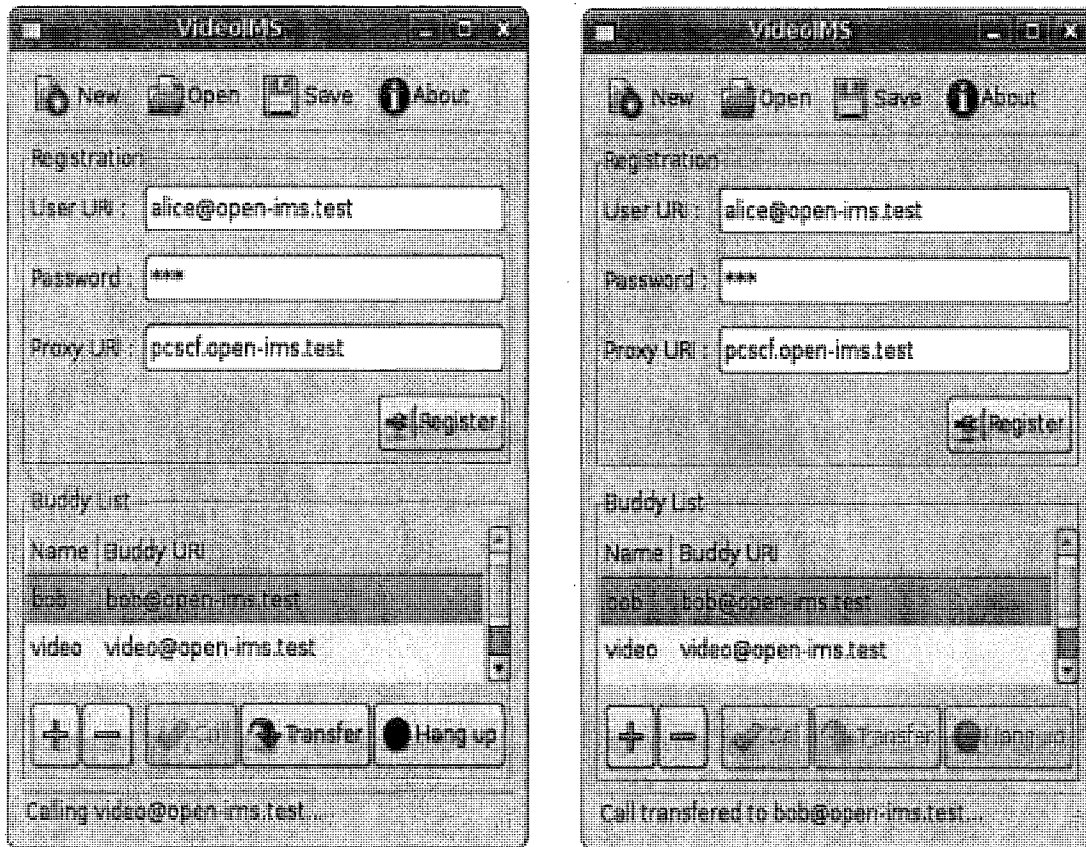 VideoIMS
New Open Save About
Registration
User URI : alice@open-ims.test
Password : ***
Proxy URI : pcscf.open-ims.test
Register
Buddy List
Name Buddy URI
bob bob@open-ims.test
video video@open-ims.test
Call Transfer Hang up
Calling video@open-ims.test...
VideoIMS
New Open Save About
Registration
User URI : alice@open-ims.test
Password : ***
Proxy URI : pcscf.open-ims.test
Register
Buddy List
Name Buddy URI
bob bob@open-ims.test
video video@open-ims.test
Call Transfer Hang up
Call transfered to bob@open-ims.test...